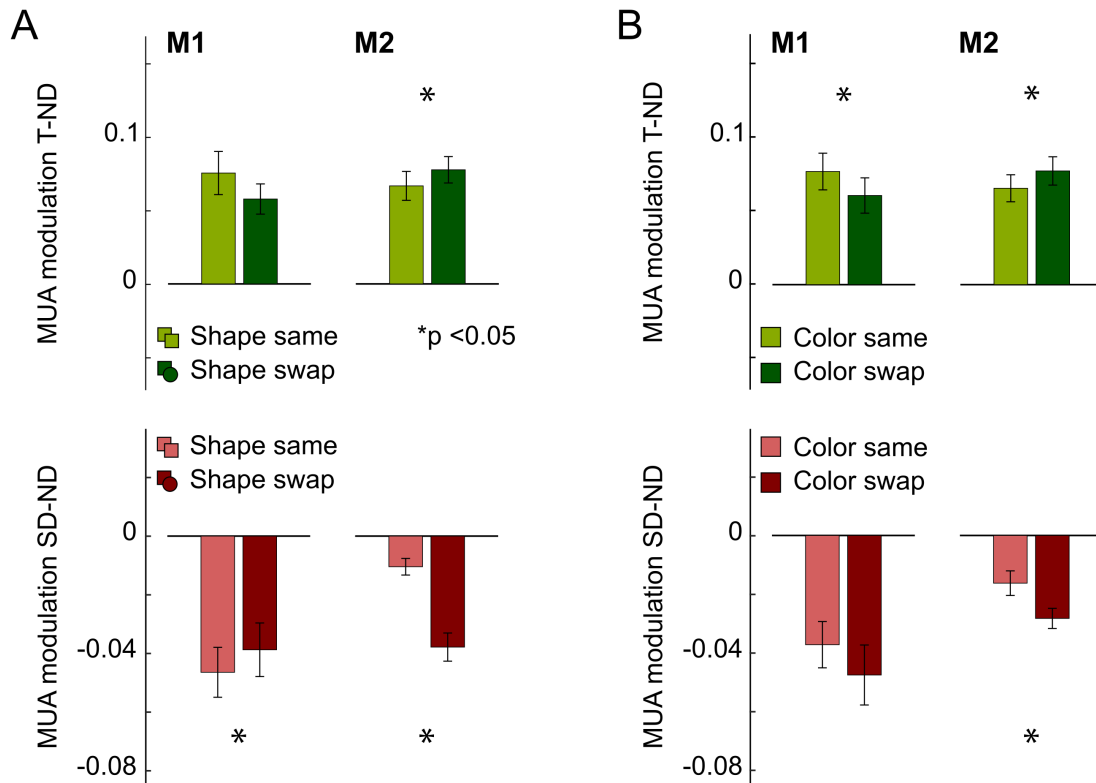 A
M1
M2
*
MUA modulation T-ND
0.1
0
Shape same
Shape swap
*p <0.05
Shape same
Shape swap
MUA modulation SD-ND
0
-0.04
-0.08
*
*
B
M1
M2
*
*
MUA modulation T-ND
0.1
0
Color same
Color swap
Color same
Color swap
MUA modulation SD-ND
0
-0.04
-0.08
*